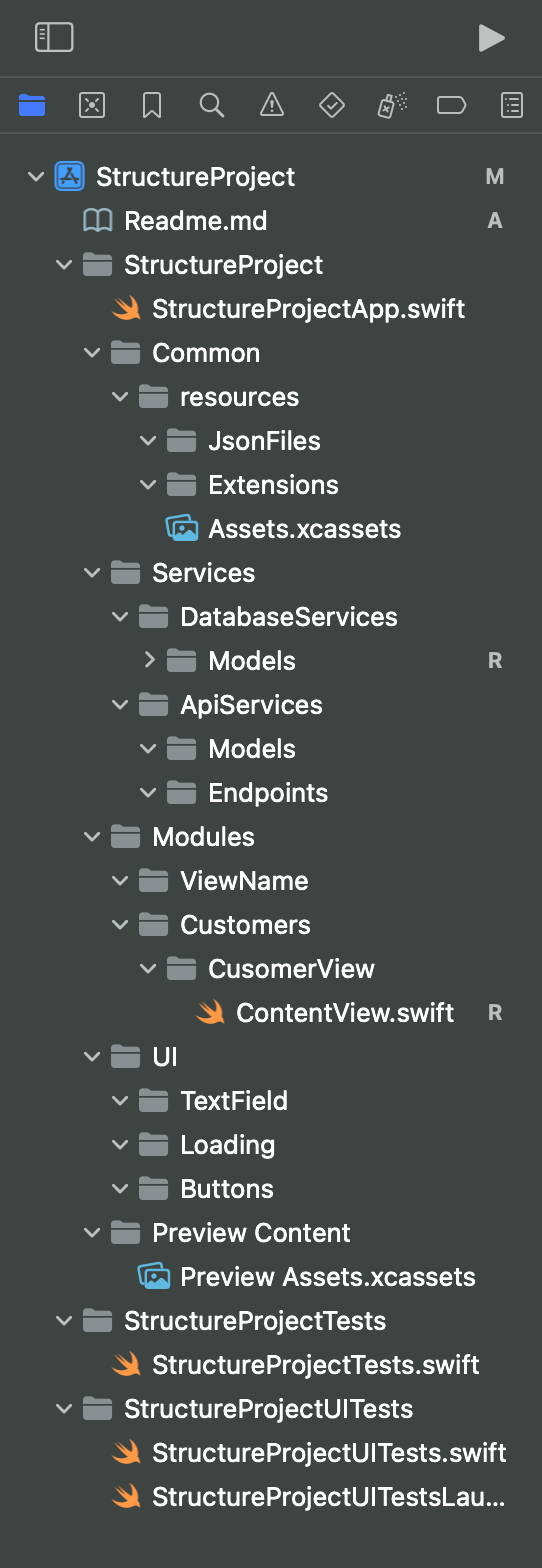 StructureProject M
Readme.md A
StructureProject
StructureProjectApp.swift
Common
resources
JsonFiles
Extensions
Assets.xcassets
Services
DatabaseServices
Models R
ApiServices
Models
Endpoints
Modules
ViewName
Customers
CusomerView
ContentView.swift R
UI
TextField
Loading
Buttons
Preview Content
Preview Assets.xcassets
StructureProjectTests
StructureProjectTests.swift
StructureProjectUITests
StructureProjectUITests.swift
StructureProjectUITestsLau...